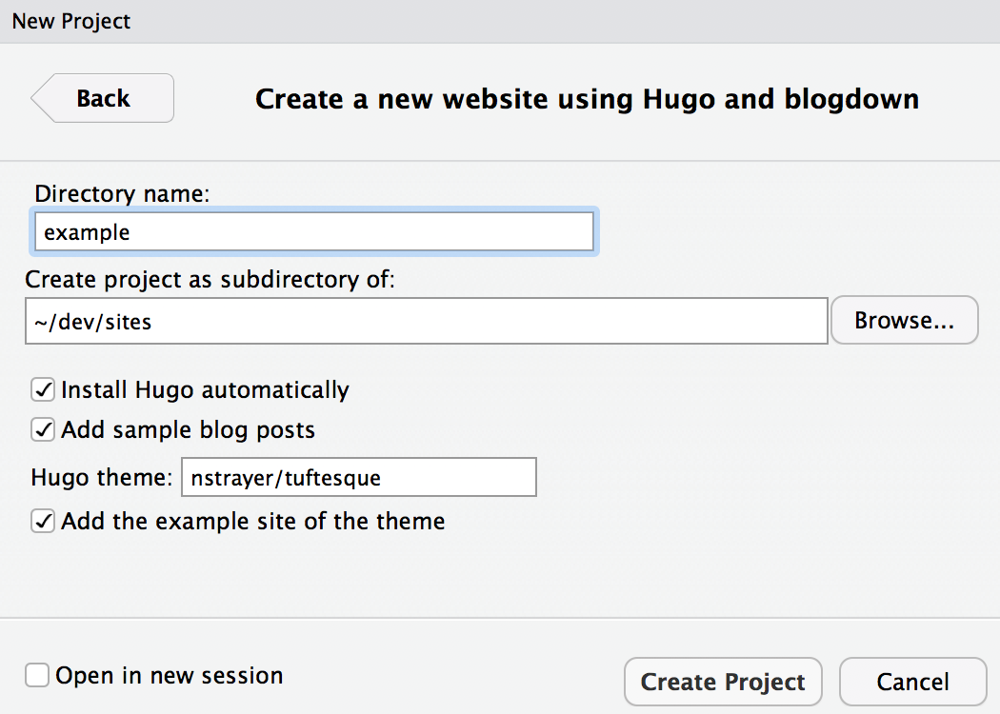 New Project
Back
Create a new website using Hugo and blogdown
Directory name:
example
Create project as subdirectory of:
~/dev/sites
Browse...
Install Hugo automatically
Add sample blog posts
Hugo theme: nstrayer/tuftesque
Add the example site of the theme
Open in new session
Create Project
Cancel